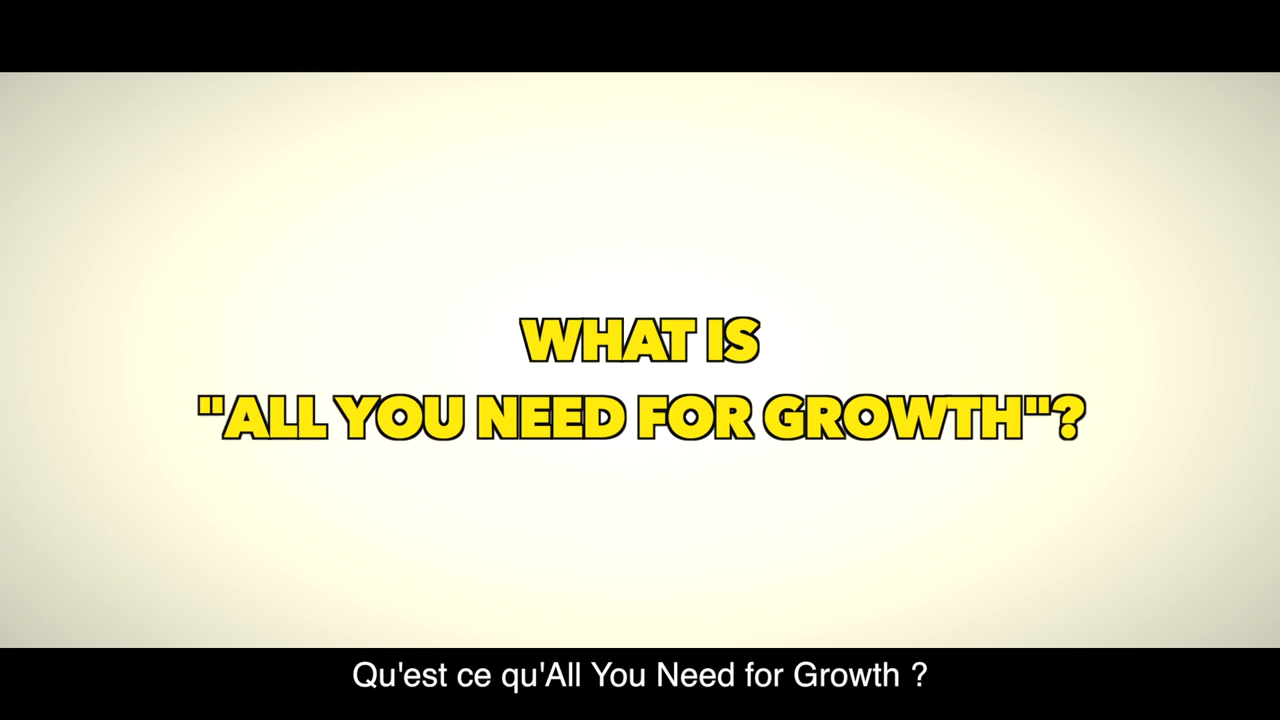 WHAT IS
"ALL YOU NEED FOR GROWTH"?
Qu'est ce qu'All You Need for Growth ?